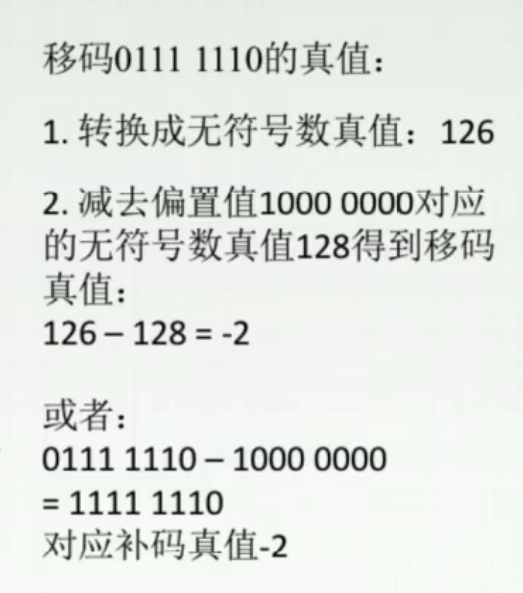 移码0111 1110的真值：
1. 转换成无符号数真值：126
2. 减去偏置值1000 0000对应
的无符号数真值128得到移码
真值：
126 – 128 = -2
或者：
0111 1110 – 1000 0000
= 1111 1110
对应补码真值-2